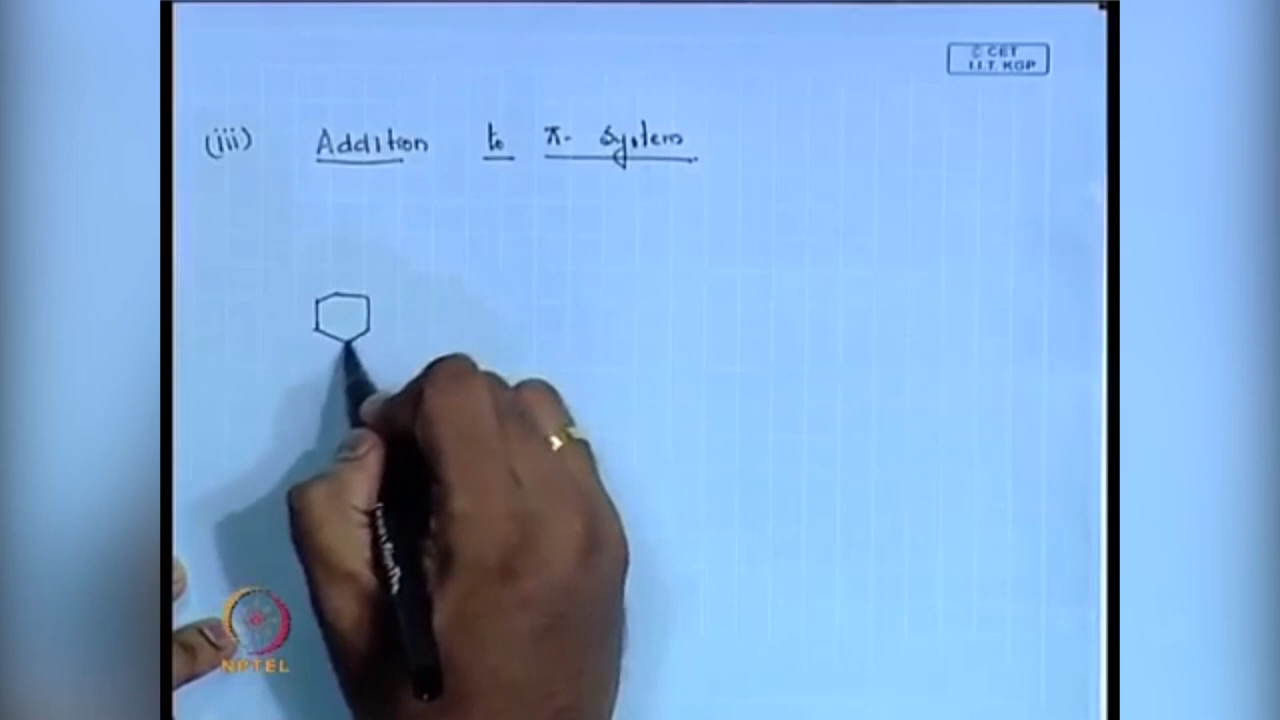 © CET
I.I.T. KGP
(iii) Addition to π- system
NPTEL